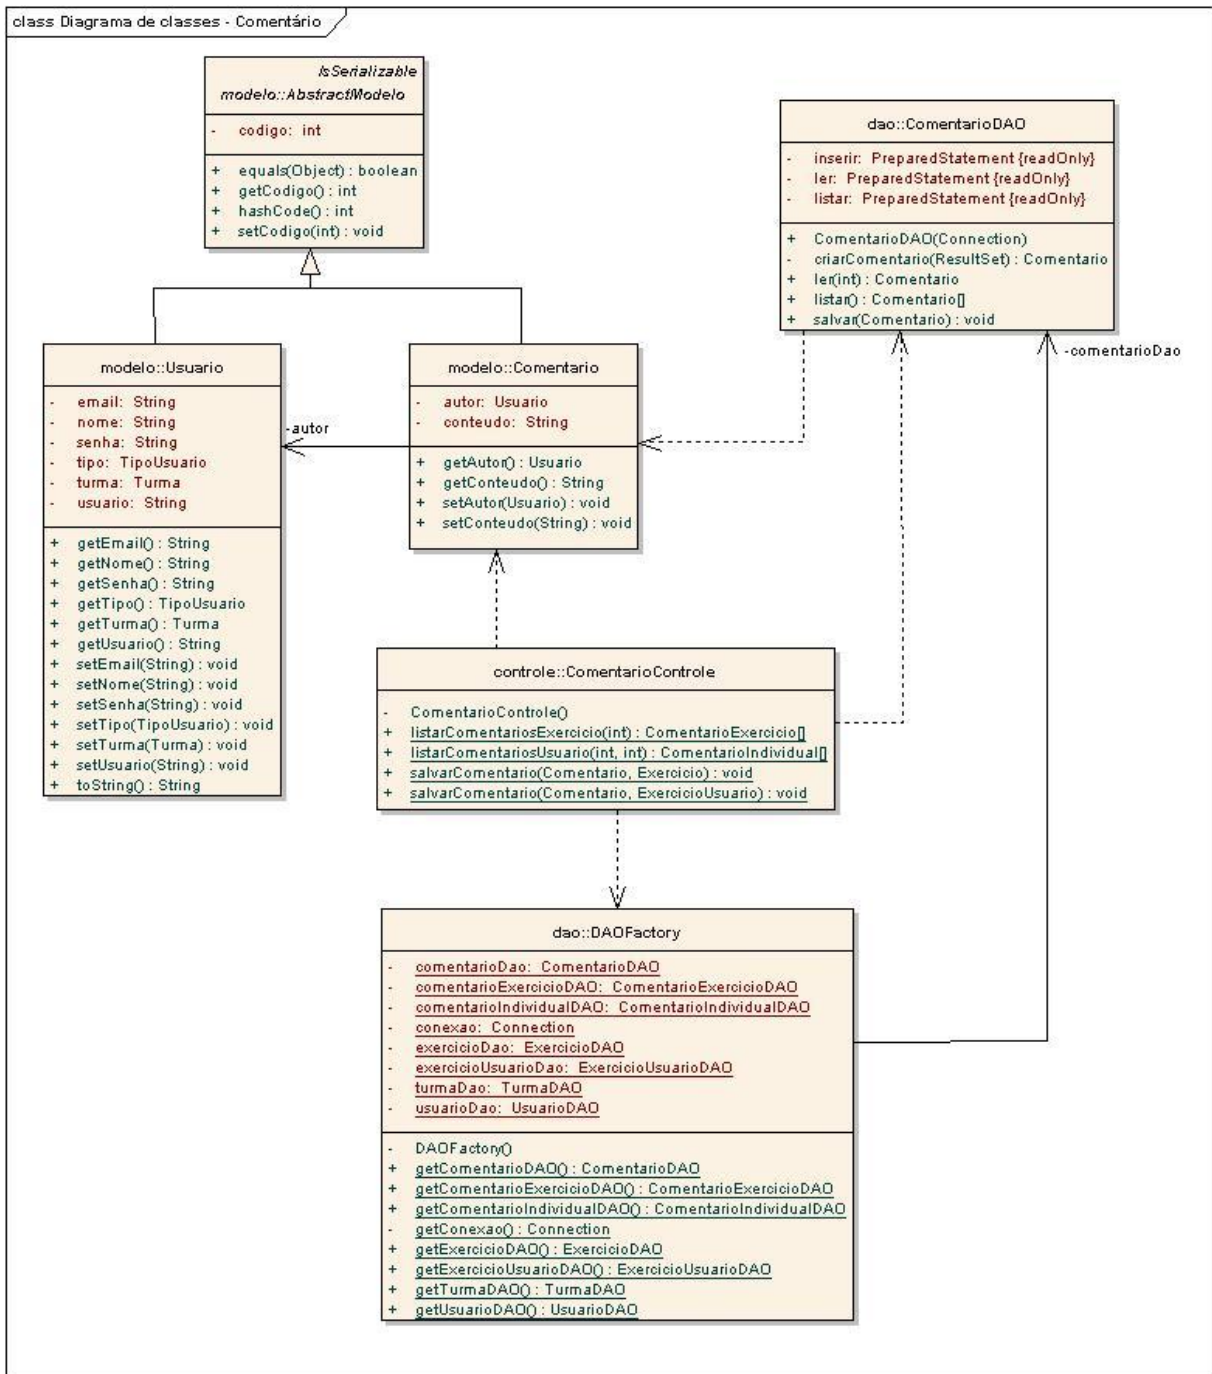 class Diagrama de classes - Comentário
IsSerializable
modelo::AbstractModelo
- codigo: int
+ equals(Object) : boolean
+ getCodigo() : int
+ hashCode() : int
+ setCodigo(int) : void
dao::ComentarioDAO
- inserir: PreparedStatement {readOnly}
- ler: PreparedStatement {readOnly}
- listar: PreparedStatement {readOnly}
+ ComentarioDAO(Connection)
- criarComentario(ResultSet) : Comentario
+ ler(int) : Comentario
+ listar() : Comentario[]
+ salvar(Comentario) : void
-comentarioDao
modelo::Usuario
- email: String
- nome: String
- senha: String
- tipo: TipoUsuario
- turma: Turma
- usuario: String
+ getEmail() : String
+ getNome() : String
+ getSenha() : String
+ getTipo() : TipoUsuario
+ getTurma() : Turma
+ getUsuario() : String
+ setEmail(String) : void
+ setNome(String) : void
+ setSenha(String) : void
+ setTipo(TipoUsuario) : void
+ setTurma(Turma) : void
+ setUsuario(String) : void
+ toString() : String
-autor
modelo::Comentario
- autor: Usuario
- conteudo: String
+ getAutor() : Usuario
+ getConteudo() : String
+ setAutor(Usuario) : void
+ setConteudo(String) : void
controle::ComentarioControle
- ComentarioControle()
+ listarComentariosExercicio(int) : ComentarioExercicio[]
+ listarComentariosUsuario(int, int) : ComentarioIndividual[]
+ salvarComentario(Comentario, Exercicio) : void
+ salvarComentario(Comentario, ExercicioUsuario) : void
dao::DAOFactory
- comentarioDao: ComentarioDAO
- comentarioExercicioDAO: ComentarioExercicioDAO
- comentarioIndividualDAO: ComentarioIndividualDAO
- conexao: Connection
- exercicioDao: ExercicioDAO
- exercicioUsuarioDao: ExercicioUsuarioDAO
- turmaDao: TurmaDAO
- usuarioDao: UsuarioDAO
- DAOFactory()
+ getComentarioDAO() : ComentarioDAO
+ getComentarioExercicioDAO() : ComentarioExercicioDAO
+ getComentarioIndividualDAO() : ComentarioIndividualDAO
- getConexao() : Connection
+ getExercicioDAO() : ExercicioDAO
+ getExercicioUsuarioDAO() : ExercicioUsuarioDAO
+ getTurmaDAO() : TurmaDAO
+ getUsuarioDAO() : UsuarioDAO